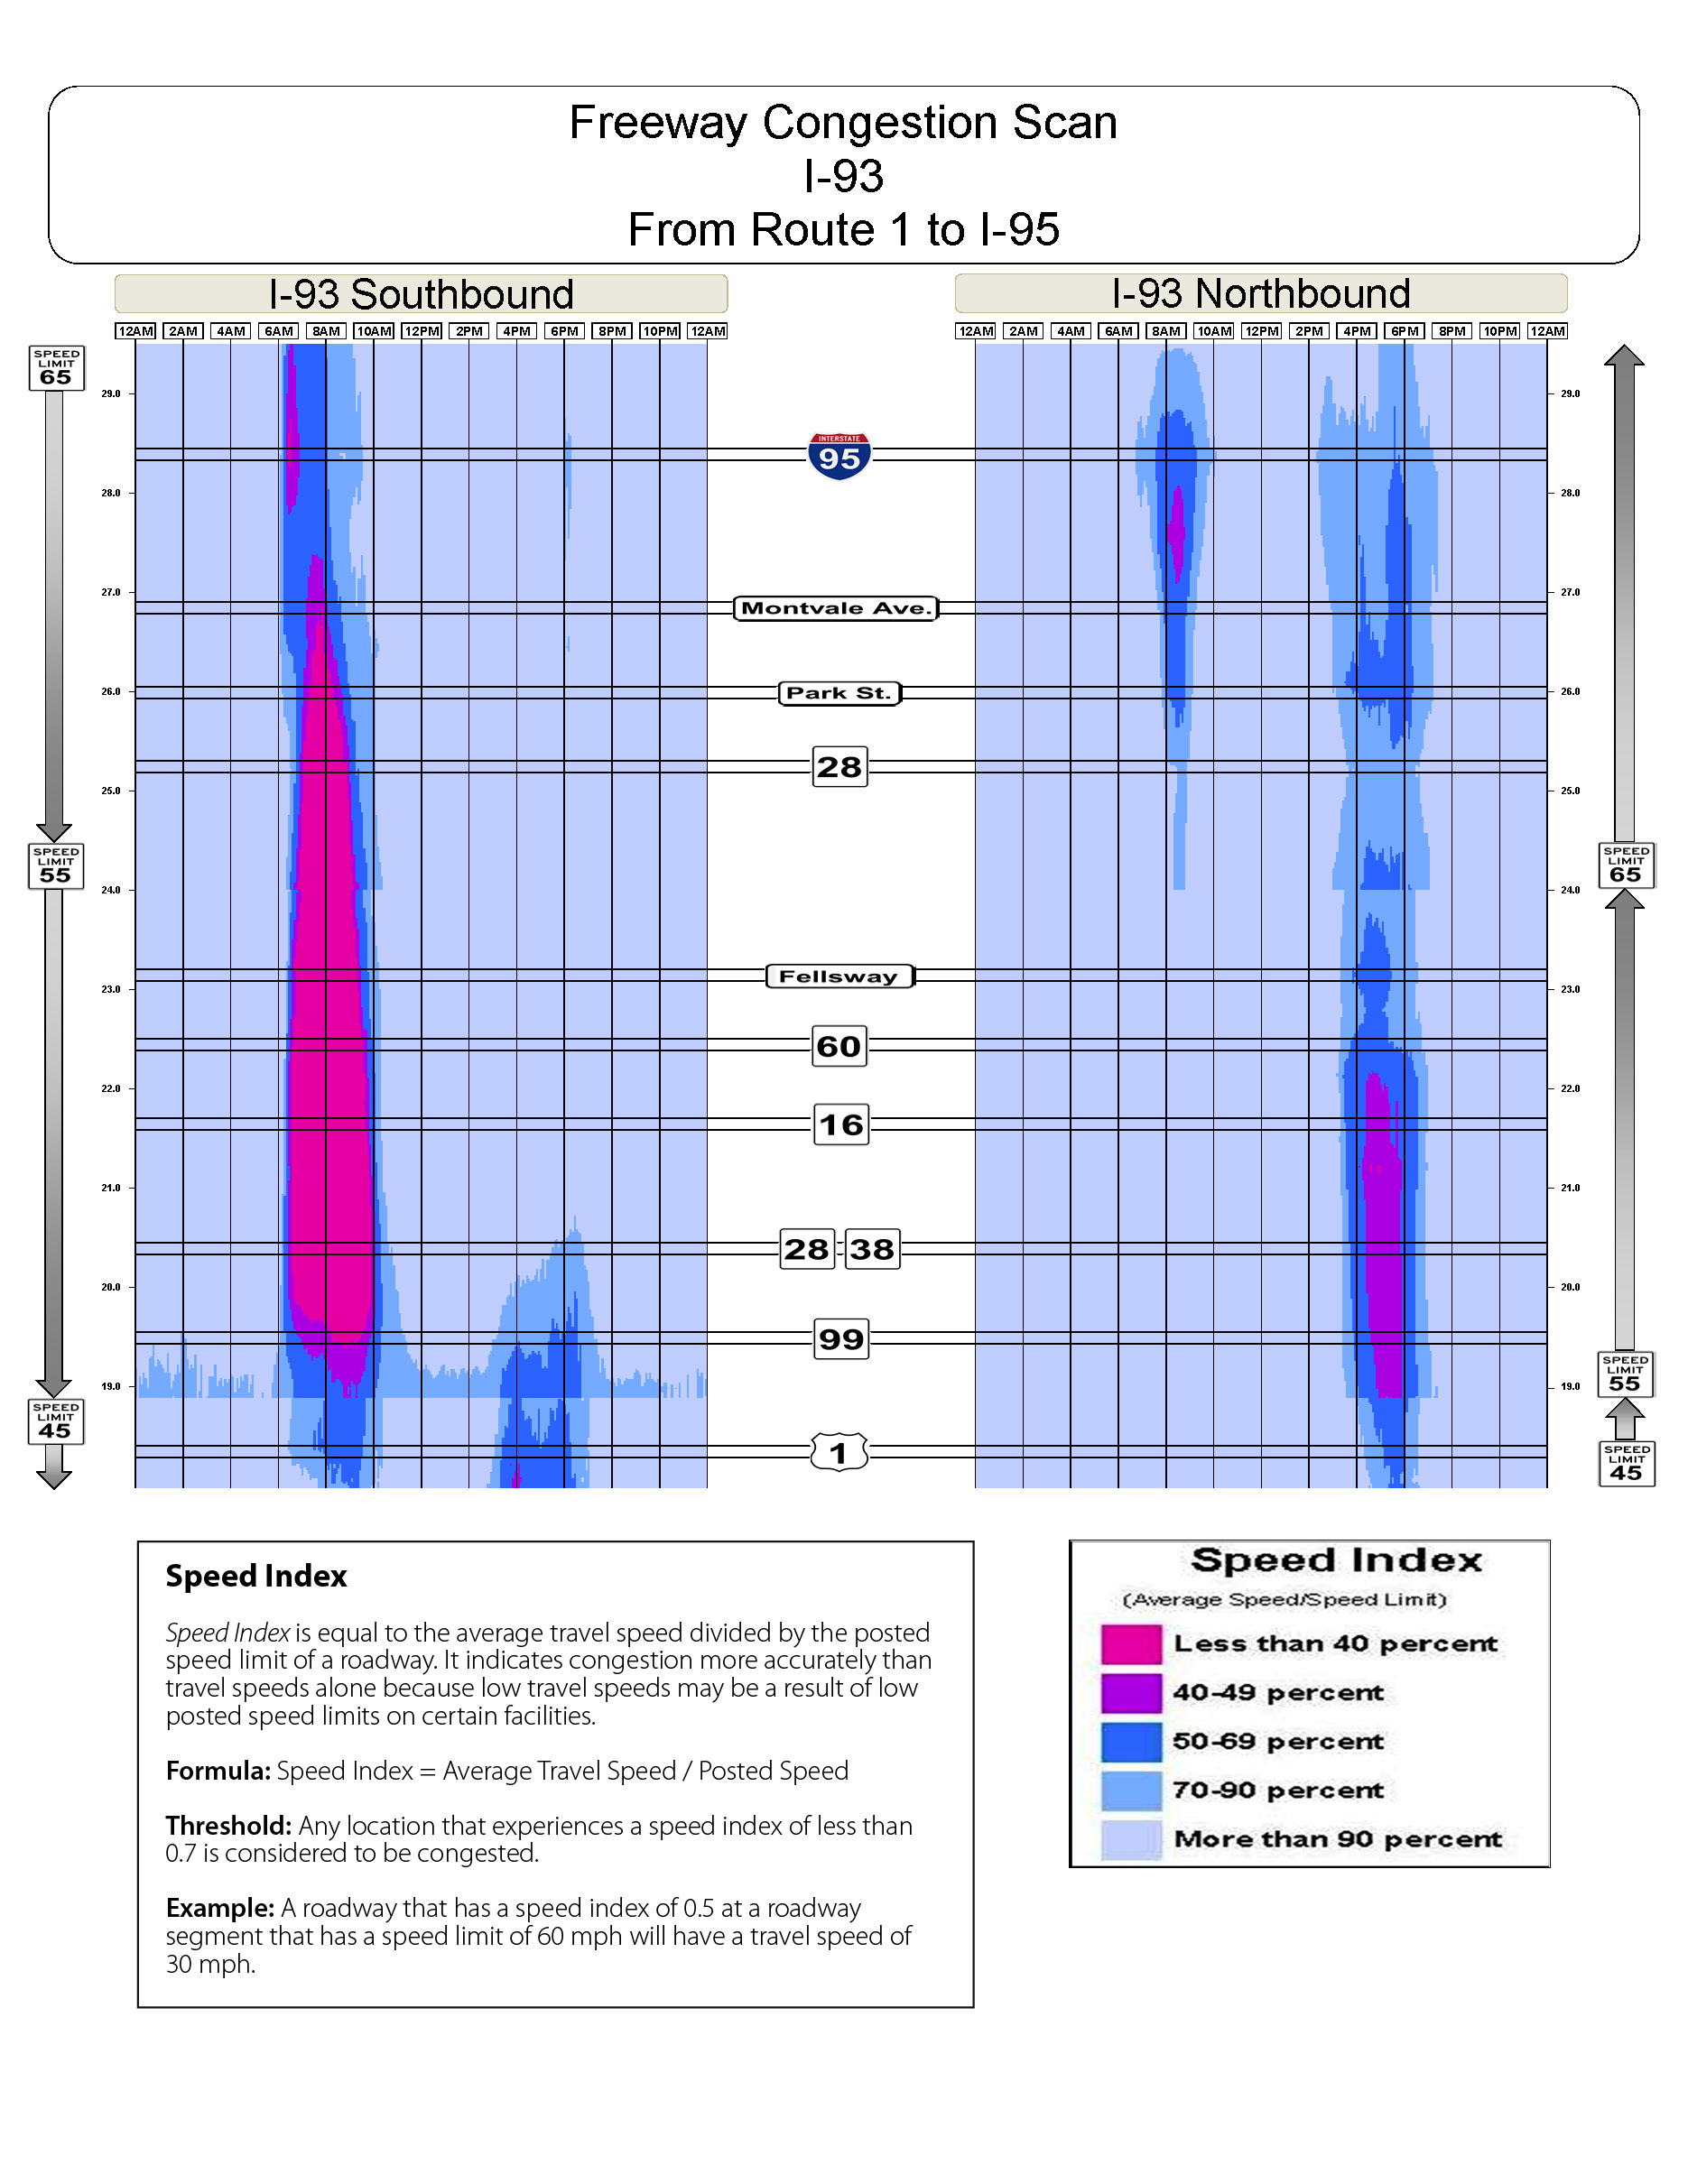 Freeway Congestion Scan
I-93
From Route 1 to I-95
I-93 Southbound
I-93 Northbound
12AM 2AM 4AM 6AM 8AM 10AM 12PM 2PM 4PM 6PM 8PM 10PM 12AM
12AM 2AM 4AM 6AM 8AM 10AM 12PM 2PM 4PM 6PM 8PM 10PM 12AM
SPEED
LIMIT
65
29.0 29.0
INTERSTATE
95
28.0 28.0
27.0 27.0
Montvale Ave.
26.0 Park St. 26.0
28
25.0 25.0
SPEED
LIMIT
55
SPEED
LIMIT
65
24.0 24.0
Fellsway
23.0 23.0
60
22.0 22.0
16
21.0 21.0
28 38
20.0 20.0
99
19.0 19.0
SPEED
LIMIT
55
SPEED
LIMIT
45
1
SPEED
LIMIT
45
Speed Index
Speed Index is equal to the average travel speed divided by the posted
speed limit of a roadway. It indicates congestion more accurately than
travel speeds alone because low travel speeds may be a result of low
posted speed limits on certain facilities.
Formula: Speed Index = Average Travel Speed / Posted Speed
Threshold: Any location that experiences a speed index of less than
0.7 is considered to be congested.
Example: A roadway that has a speed index of 0.5 at a roadway
segment that has a speed limit of 60 mph will have a travel speed of
30 mph.
Speed Index
(Average Speed/Speed Limit)
Less than 40 percent
40-49 percent
50-69 percent
70-90 percent
More than 90 percent